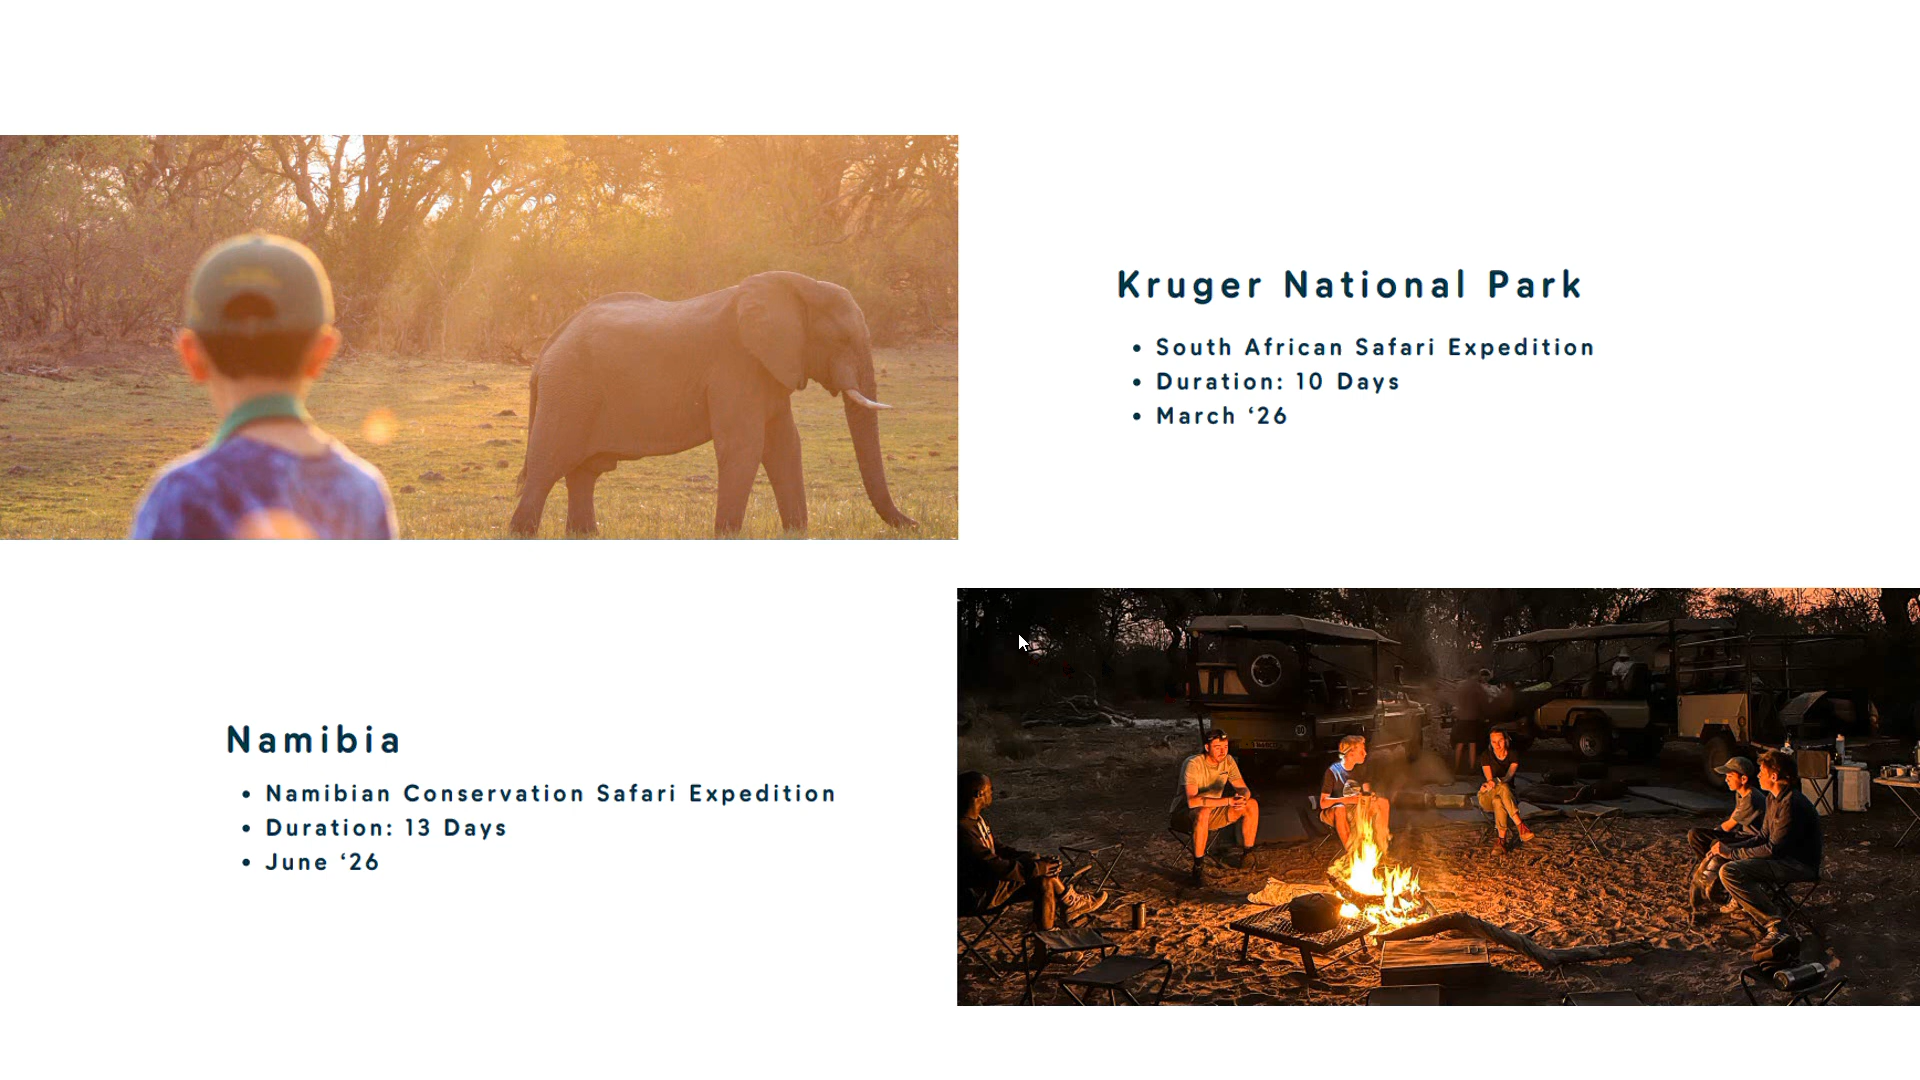 Kruger National Park
• South African Safari Expedition
• Duration: 10 Days
• March ‘26
Namibia
• Namibian Conservation Safari Expedition
• Duration: 13 Days
• June ‘26